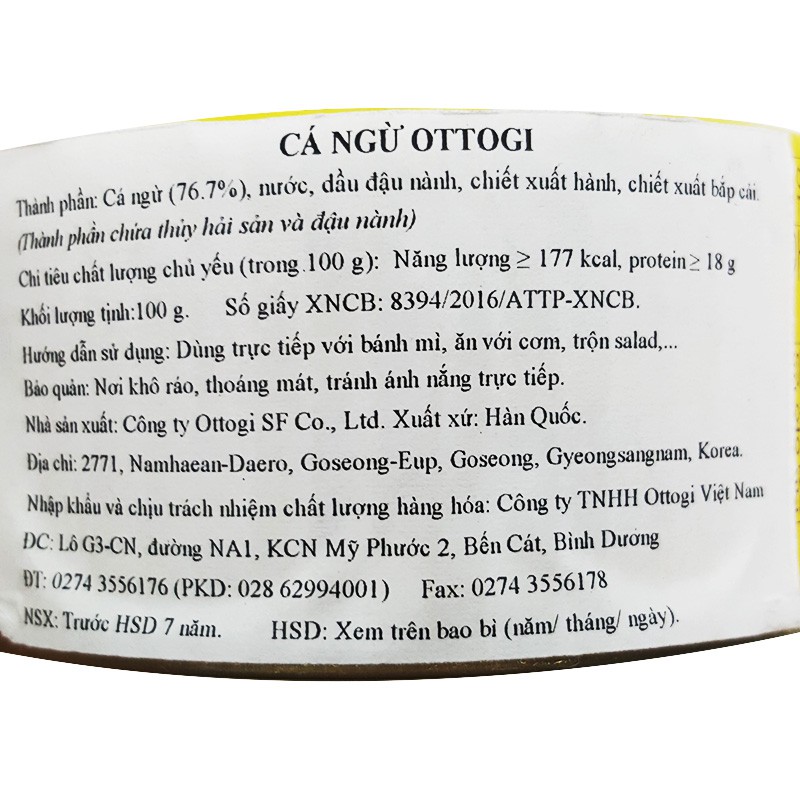 CÁ NGỪ OTTOGI
Thành phần: Cá ngừ (76.7%), nước, dầu đậu nành, chiết xuất hành, chiết xuất bắp cải.
(Thành phần chứa thủy hải sản và đậu nành)
Chỉ tiêu chất lượng chủ yếu (trong 100 g): Năng lượng ≥ 177 kcal, protein ≥ 18 g
Khối lượng tịnh:100 g. Số giấy XNCB: 8394/2016/ATTP-XNCB.
Hướng dẫn sử dụng: Dùng trực tiếp với bánh mì, ăn với cơm, trộn salad,...
Bảo quản: Nơi khô ráo, thoáng mát, tránh ánh nắng trực tiếp.
Nhà sản xuất: Công ty Ottogi SF Co., Ltd. Xuất xứ: Hàn Quốc.
Địa chỉ: 2771, Namhaean-Daero, Goseong-Eup, Goseong, Gyeongsangnam, Korea.
Nhập khẩu và chịu trách nhiệm chất lượng hàng hóa: Công ty TNHH Ottogi Việt Nam
ĐC: Lô G3-CN, đường NA1, KCN Mỹ Phước 2, Bến Cát, Bình Dương
ĐT: 0274 3556176 (PKD: 028 62994001) Fax: 0274 3556178
NSX: Trước HSD 7 năm. HSD: Xem trên bao bì (năm/ tháng/ ngày).